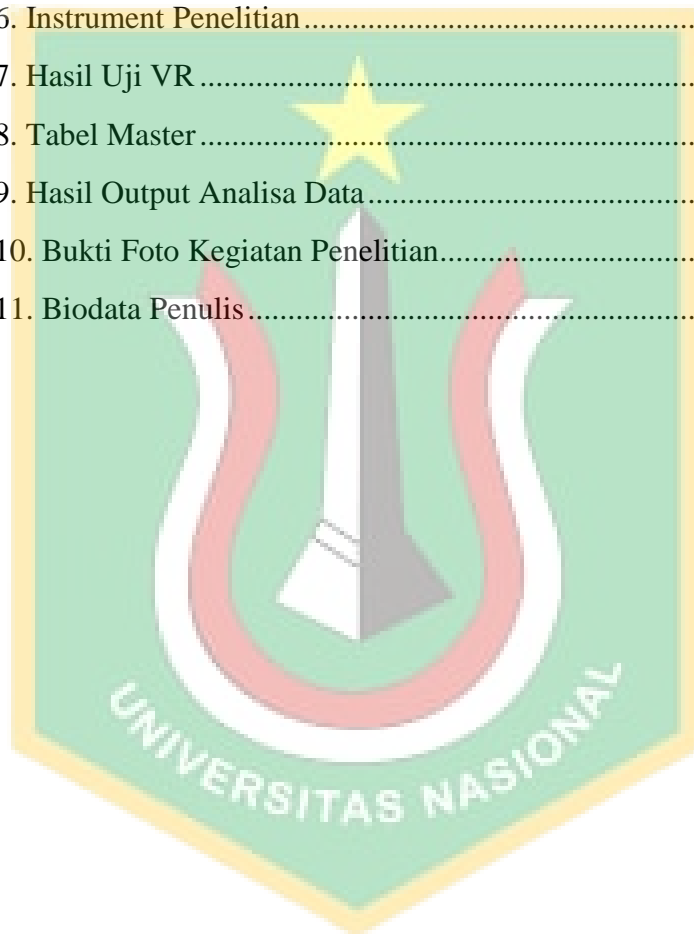 6. Instrument Penelitian......................................................
7. Hasil Uji VR....................................................................
8. Tabel Master....................................................................
9. Hasil Output Analisa Data..............................................
10. Bukti Foto Kegiatan Penelitian....................................
11. Biodata Penulis.............................................................
UNIVERSITAS NASIONAL